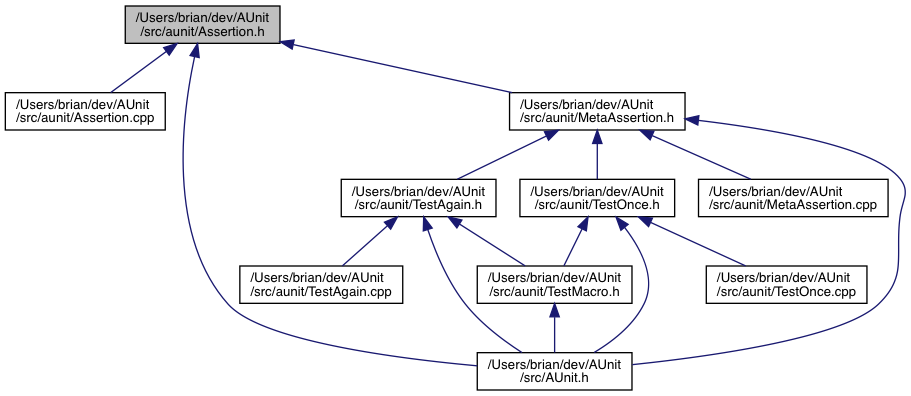 /Users/brian/dev/AUnit
/src/aunit/Assertion.h
/Users/brian/dev/AUnit
/src/aunit/Assertion.cpp
/Users/brian/dev/AUnit
/src/aunit/MetaAssertion.h
/Users/brian/dev/AUnit
/src/aunit/TestAgain.h
/Users/brian/dev/AUnit
/src/aunit/TestOnce.h
/Users/brian/dev/AUnit
/src/aunit/MetaAssertion.cpp
/Users/brian/dev/AUnit
/src/aunit/TestAgain.cpp
/Users/brian/dev/AUnit
/src/aunit/TestMacro.h
/Users/brian/dev/AUnit
/src/aunit/TestOnce.cpp
/Users/brian/dev/AUnit
/src/AUnit.h